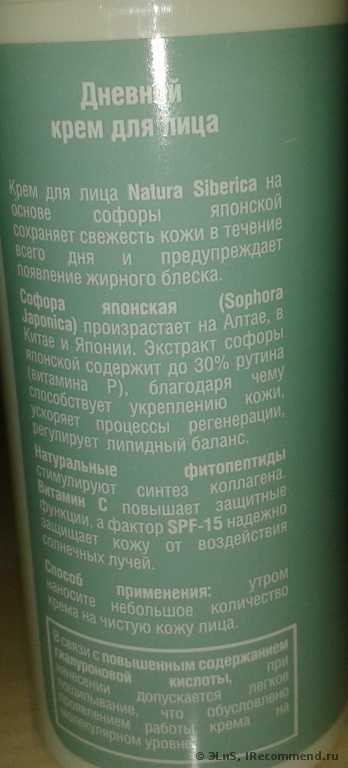 Дневной
крем для лица
Крем для лица Natura Siberica на
основе софоры японской
сохраняет свежесть кожи в течение
всего дня и предупреждает
появление жирного блеска.
Софора японская (Sophora
Japonica) произрастает на Алтае, в
Китае и Японии. Экстракт софоры
японской содержит до 30% рутина
(витамина Р), благодаря чему
способствует укреплению кожи,
ускоряет процессы регенерации,
регулирует липидный баланс.
Натуральные фитопептиды
стимулируют синтез коллагена.
Витамин С повышает защитные
функции, а фактор SPF-15 надежно
защищает кожу от воздействия
солнечных лучей.
Способ применения: утром
наносите небольшое количество
крема на чистую кожу лица.
В связи с повышенным содержанием
гиалуроновой кислоты, при
нанесении допускается легкое
пощипывание, что обусловлено
проявлением работы крема на
молекулярном уровне.
© ЭLnS, IRecommend.ru